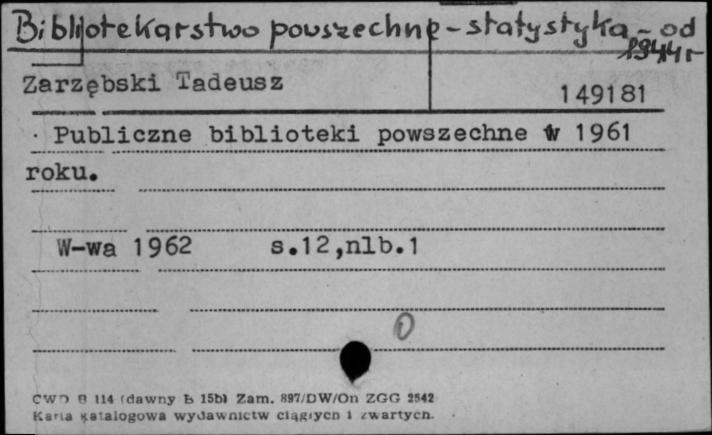 Bibliotekarstwo powszechne - statystyka - od
1944 r
Zarzębski Tadeusz
149181
Publiczne biblioteki powszechne w 1961
roku.
W-wa 1962 s.12,nlb.1
0
CWD B 114 (dawny B 15b) Zam. 897/DW/On ZGG 2542
Karta katalogowa wydawnictw ciągłych i zwartych.